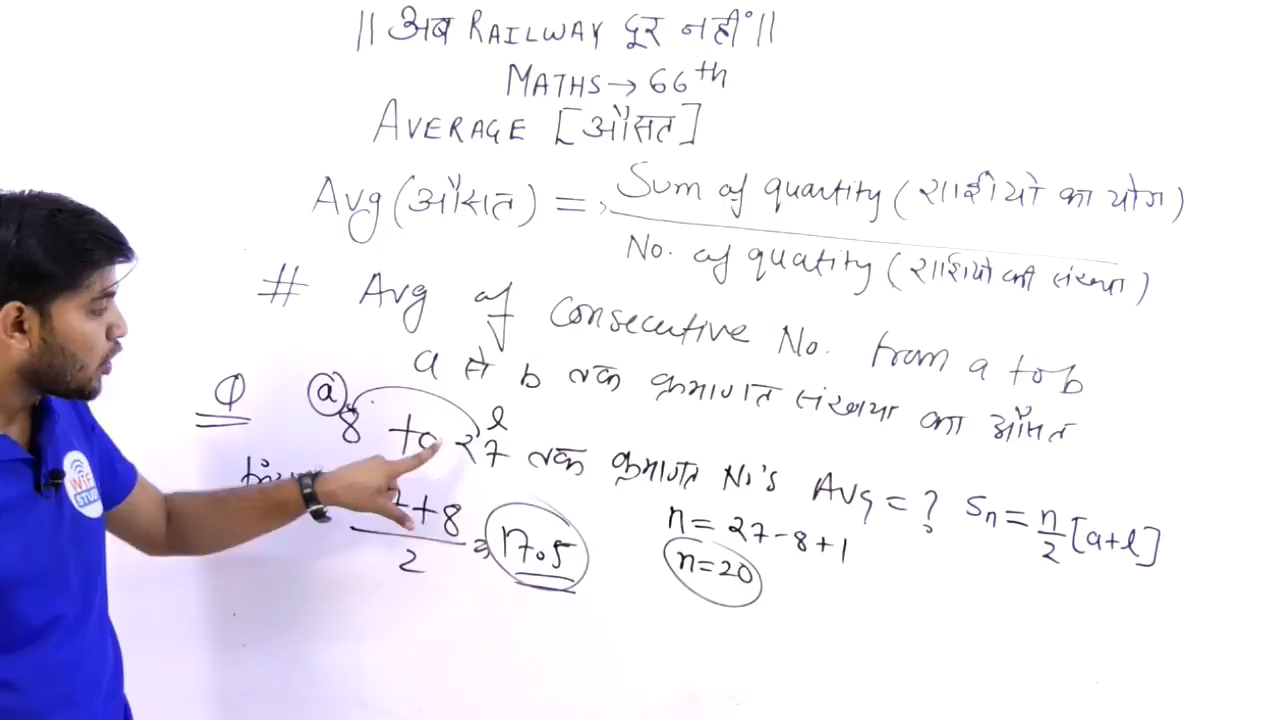 || अब RAILWAY दूर नहीं ||
MATHS → 66th
AVERAGE [औसत]
Avg (औसत) = Sum of quantity (राशीयो का योग)
No. of quatity (राशियो की संख्या)
# Avg of consecutive No. from a to b
a से b तक क्रमागत संख्या का औसत
Q a 8 to 27 l तक क्रमागत No's Avg = ?
+8
2 = 17.5
n = 27-8+1
n=20
Sn = n/2 [a+l]
WiFi STUDY